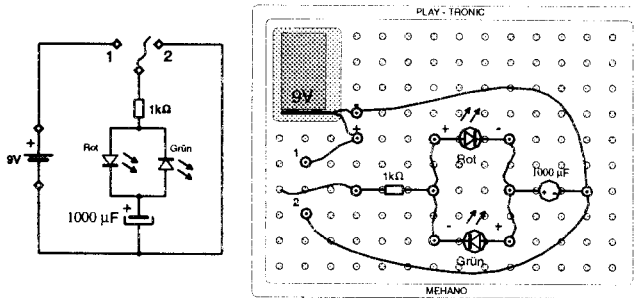 1
2
1kΩ
+
9V
Rot
Grün
+
1000 µF
PLAY - TRONIC
9V
-
+
1
+
-
Rot
1kΩ
1000 µF
+
-
2
-
+
Grün
MEHANO